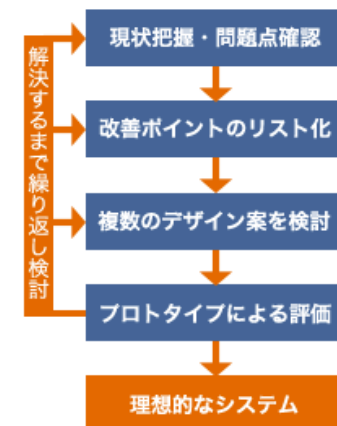 現状把握・問題点確認
改善ポイントのリスト化
複数のデザイン案を検討
プロトタイプによる評価
理想的なシステム
解決するまで繰り返し検討